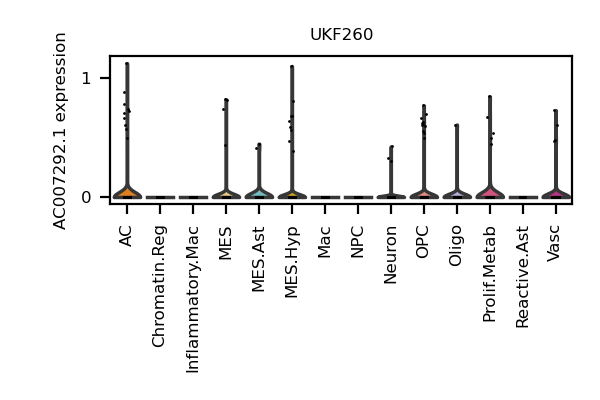 UKF260
AC007292.1 expression
1
0
AC
Chromatin.Reg
Inflammatory.Mac
MES
MES.Ast
MES.Hyp
Mac
NPC
Neuron
OPC
Oligo
Prolif.Metab
Reactive.Ast
Vasc